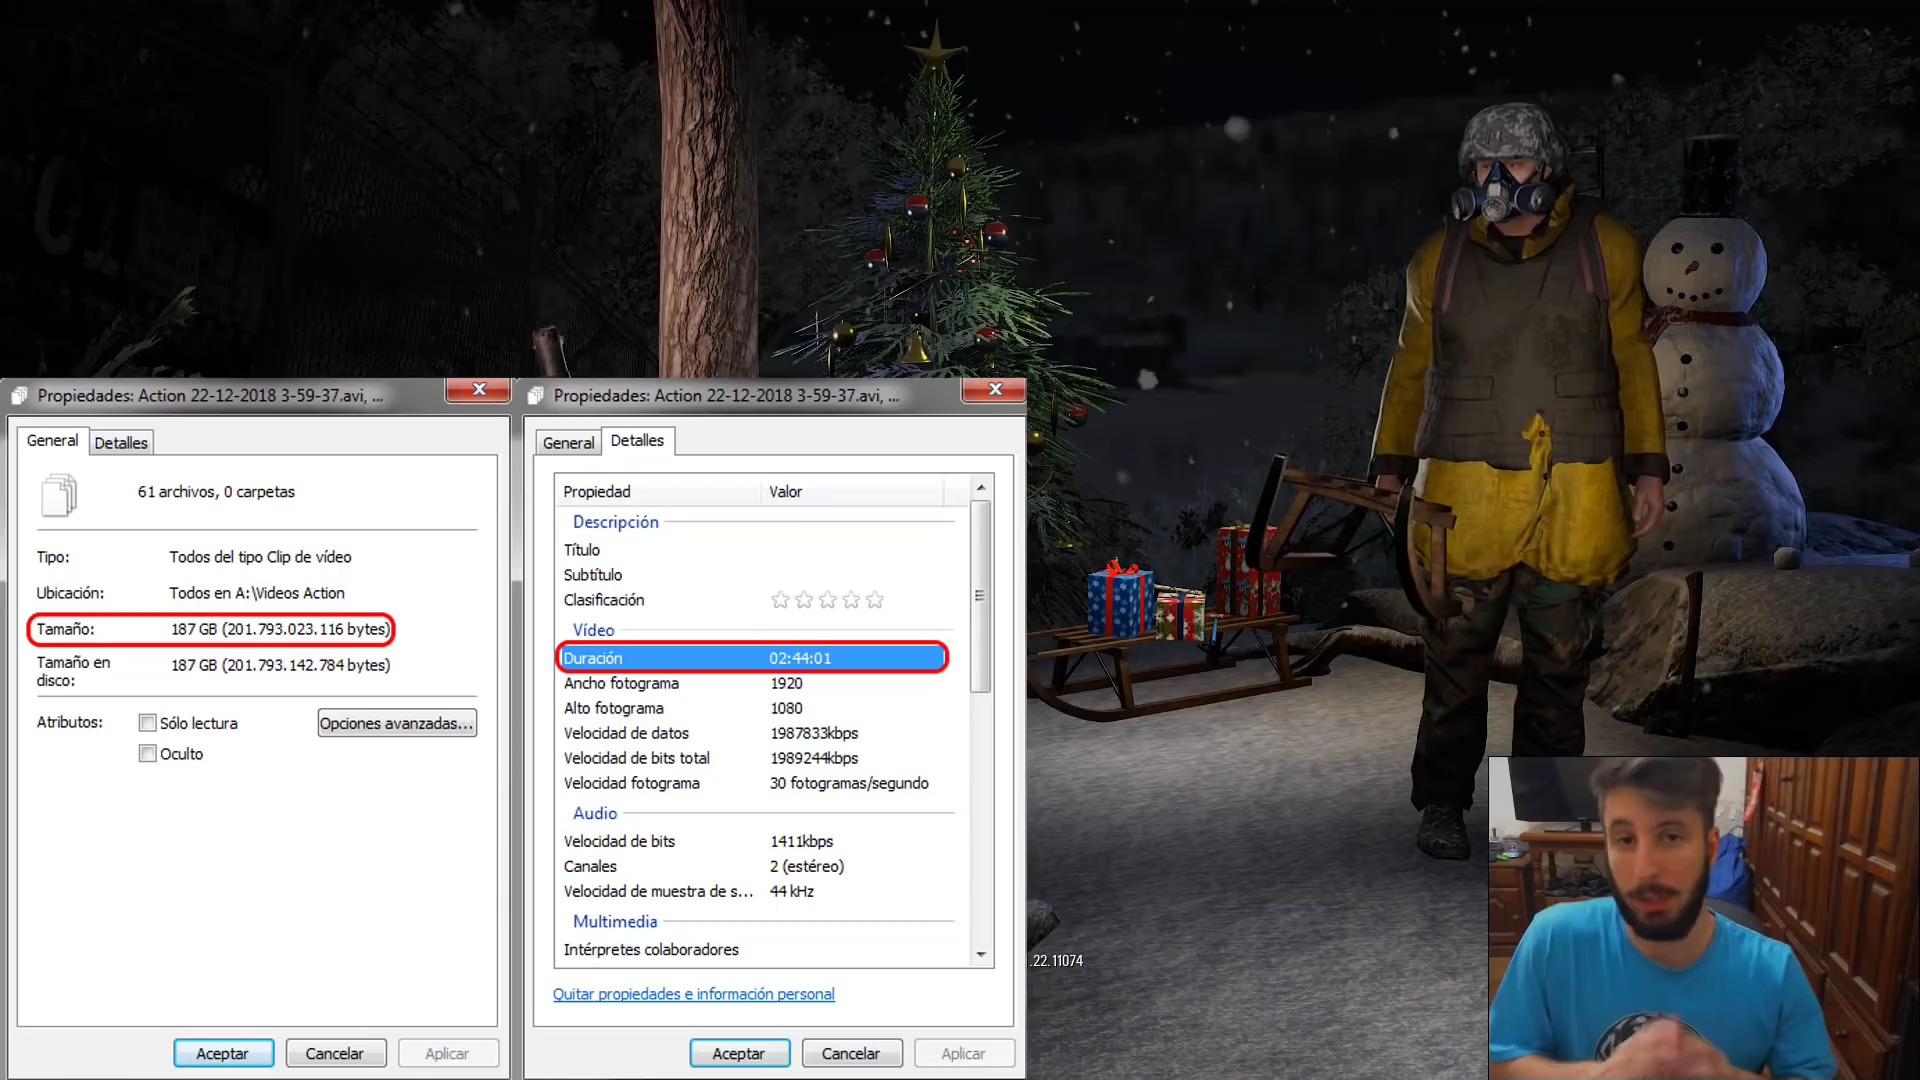 Propiedades: Action 22-12-2018 3-59-37.avi, ...
General
Detalles
61 archivos, 0 carpetas
Tipo: Todos del tipo Clip de vídeo
Ubicación: Todos en A:\Videos Action
Tamaño: 187 GB (201.793.023.116 bytes)
Tamaño en disco: 187 GB (201.793.142.784 bytes)
Atributos: Sólo lectura
Opciones avanzadas...
Oculto
Aceptar
Cancelar
Aplicar
Propiedades: Action 22-12-2018 3-59-37.avi, ...
General
Detalles
Propiedad Valor
Descripción
Título
Subtítulo
Clasificación
Vídeo
Duración 02:44:01
Ancho fotograma 1920
Alto fotograma 1080
Velocidad de datos 1987833kbps
Velocidad de bits total 1989244kbps
Velocidad fotograma 30 fotogramas/segundo
Audio
Velocidad de bits 1411kbps
Canales 2 (estéreo)
Velocidad de muestra de s... 44 kHz
Multimedia
Intérpretes colaboradores
Quitar propiedades e información personal
Aceptar
Cancelar
Aplicar
.22.11074